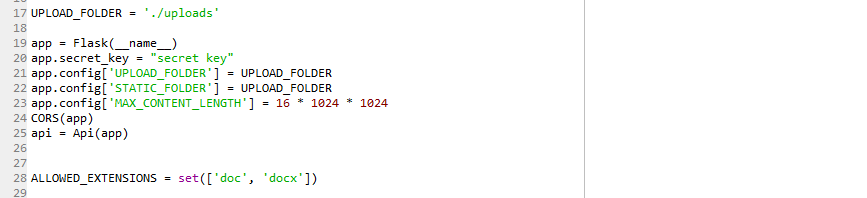 17 UPLOAD_FOLDER = './uploads'
18
19 app = Flask(__name__)
20 app.secret_key = "secret key"
21 app.config['UPLOAD_FOLDER'] = UPLOAD_FOLDER
22 app.config['STATIC_FOLDER'] = UPLOAD_FOLDER
23 app.config['MAX_CONTENT_LENGTH'] = 16 * 1024 * 1024
24 CORS(app)
25 api = Api(app)
26
27
28 ALLOWED_EXTENSIONS = set(['doc', 'docx'])
29